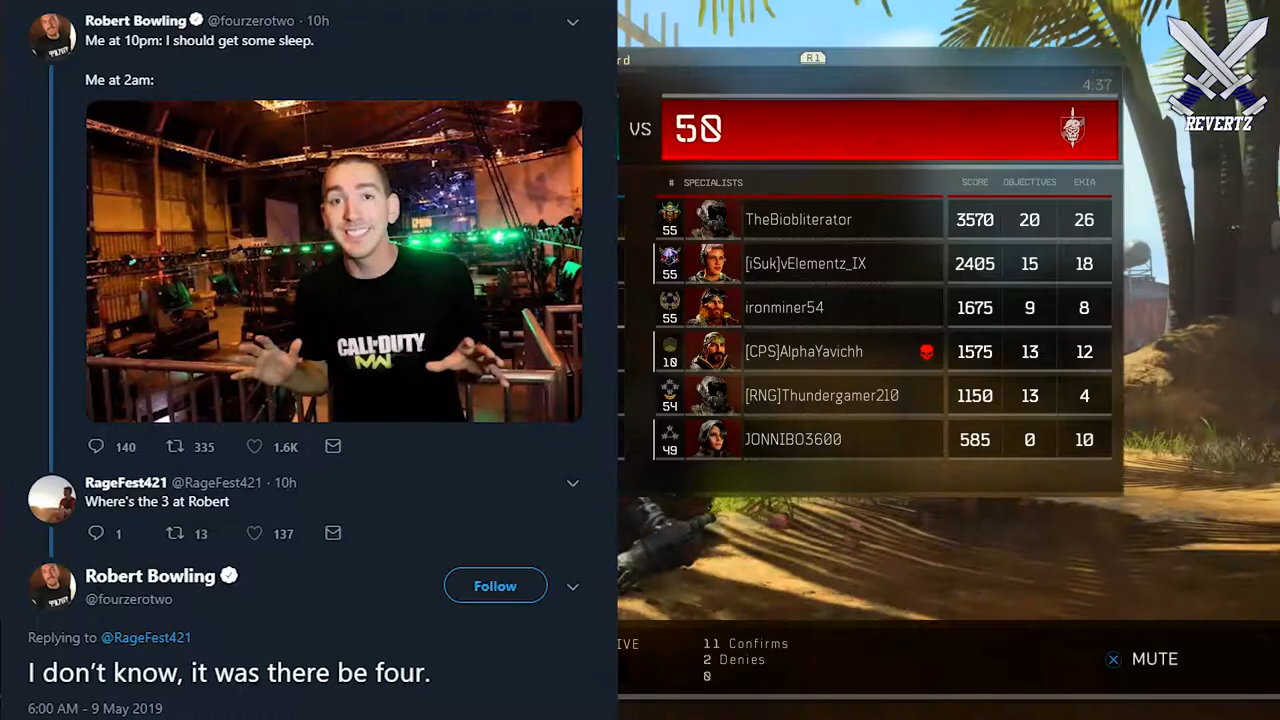 Robert Bowling @fourzerotwo · 10h
Me at 10pm: I should get some sleep.
Me at 2am:
CALL OF DUTY
MW
140 335 1.6K
RageFest421 @RageFest421 · 10h
Where's the 3 at Robert
1 13 137
Robert Bowling
@fourzerotwo
Follow
Replying to @RageFest421
I don’t know, it was there be four.
6:00 AM - 9 May 2019
rd
R1
4:37
VS 50
# SPECIALISTS SCORE OBJECTIVES EKIA
55 TheBiobliterator 3570 20 26
55 [iSuk]vElementz_IX 2405 15 18
55 ironminer54 1675 9 8
10 [CPS]AlphaYavichh 1575 13 12
54 [RNG]Thundergamer210 1150 13 4
49 JONNIBO3600 585 0 10
IVE
11 Confirms
2 Denies
0
MUTE
REVERTZ